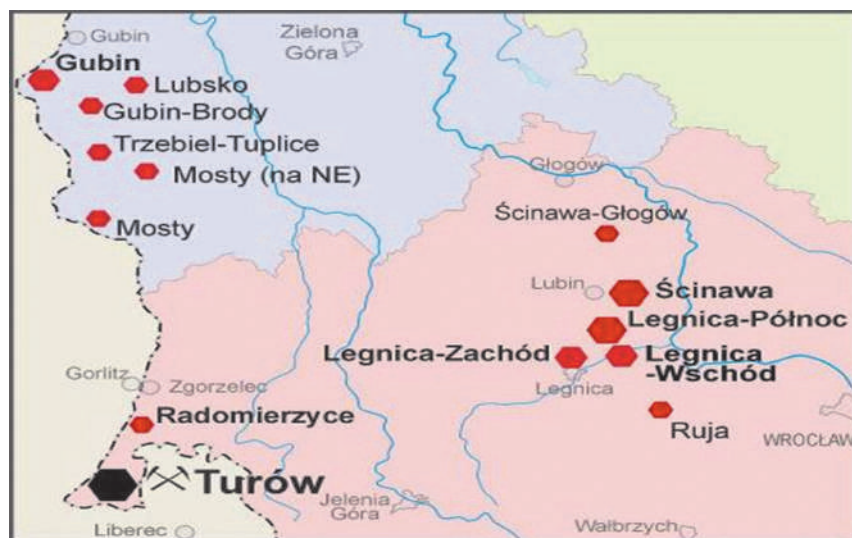 Gubin
Zielona
Góra
Gubin
Lubsko
Gubin-Brody
Trzebiel-Tuplice
Mosty (na NE)
Głogów
Mosty
Ścinawa-Głogów
Lubin
Ścinawa
Legnica-Północ
Legnica-Zachód
Legnica
-Wschód
Gorlitz
Zgorzelec
Legnica
Radomierzyce
Ruja
WROCŁAW
Turów
Jelenia
Góra
Liberec
Wałbrzych